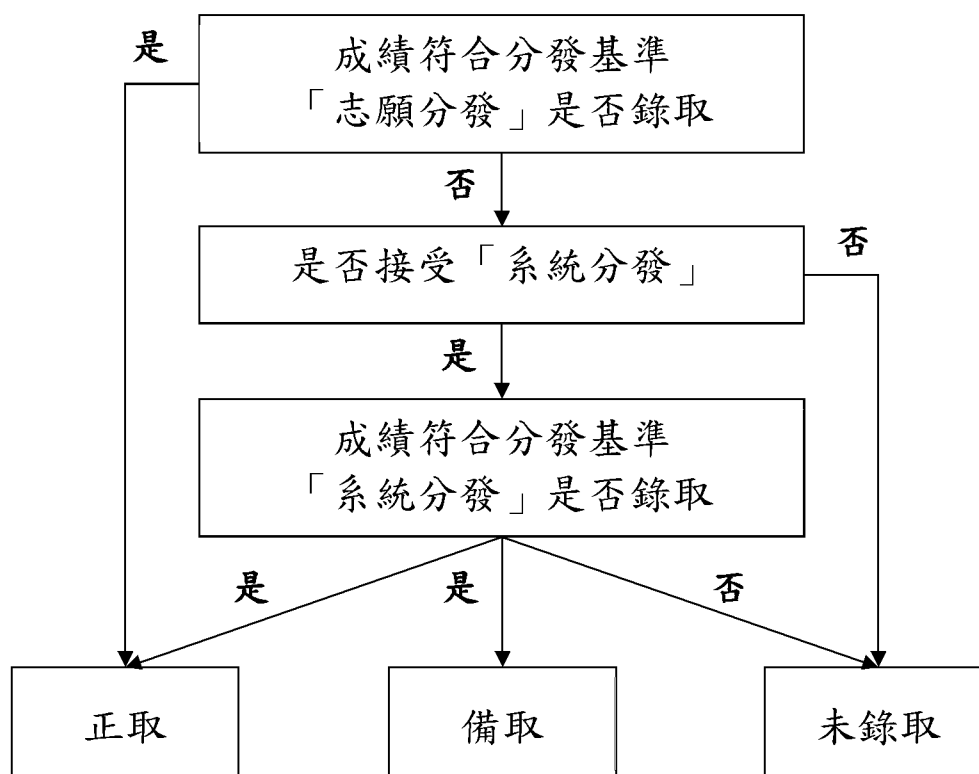 是
成績符合分發基準
「志願分發」是否錄取
否
是否接受「系統分發」
否
是
成績符合分發基準
「系統分發」是否錄取
是
是
否
正取
備取
未錄取